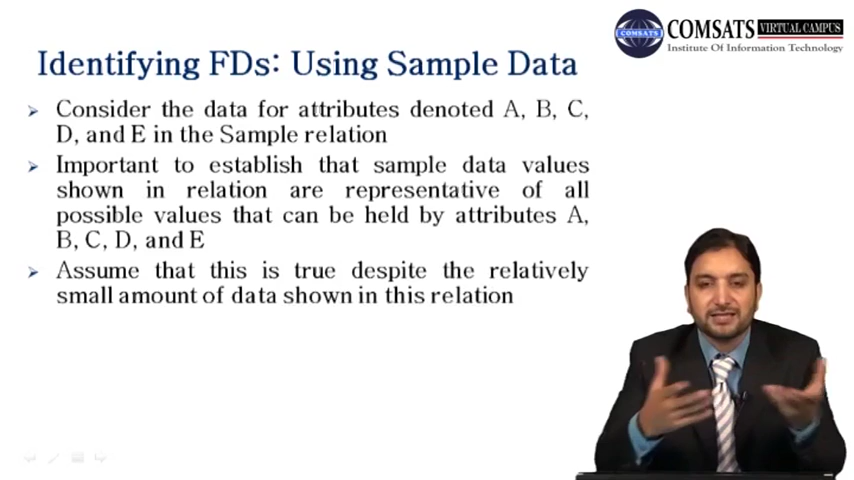 COMSATS VIRTUAL CAMPUS
COMSATS
Institute Of Information Technology
Identifying FDs: Using Sample Data
Consider the data for attributes denoted A, B, C,
D, and E in the Sample relation
Important to establish that sample data values
shown in relation are representative of all
possible values that can be held by attributes A,
B, C, D, and E
Assume that this is true despite the relatively
small amount of data shown in this relation